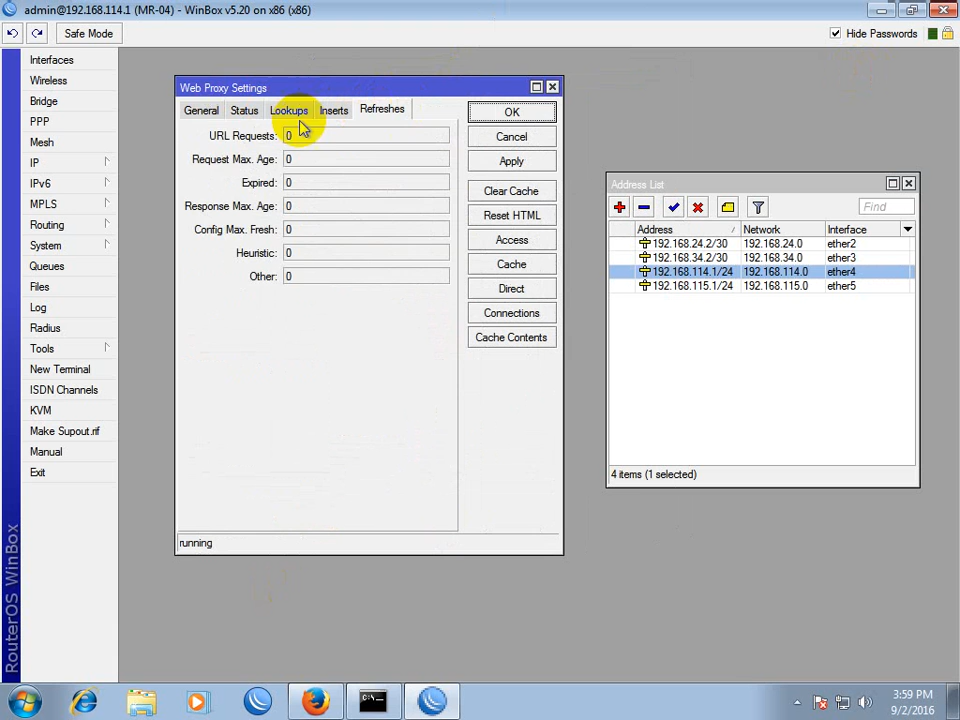 admin@192.168.114.1 (MR-04) - WinBox v5.20 on x86 (x86)
Safe Mode
Hide Passwords
Interfaces
Wireless
Bridge
PPP
Mesh
IP
IPv6
MPLS
Routing
System
Queues
Files
Log
Radius
Tools
New Terminal
ISDN Channels
KVM
Make Supout.rif
Manual
Exit
RouterOS WinBox
Web Proxy Settings
General Status Lookups Inserts Refreshes
URL Requests: 0
Request Max. Age: 0
Expired: 0
Response Max. Age: 0
Config Max. Fresh: 0
Heuristic: 0
Other: 0
OK
Cancel
Apply
Clear Cache
Reset HTML
Access
Cache
Direct
Connections
Cache Contents
running
Address List
Find
Address Network Interface
192.168.24.2/30 192.168.24.0 ether2
192.168.34.2/30 192.168.34.0 ether3
192.168.114.1/24 192.168.114.0 ether4
192.168.115.1/24 192.168.115.0 ether5
4 items (1 selected)
3:59 PM
9/2/2016